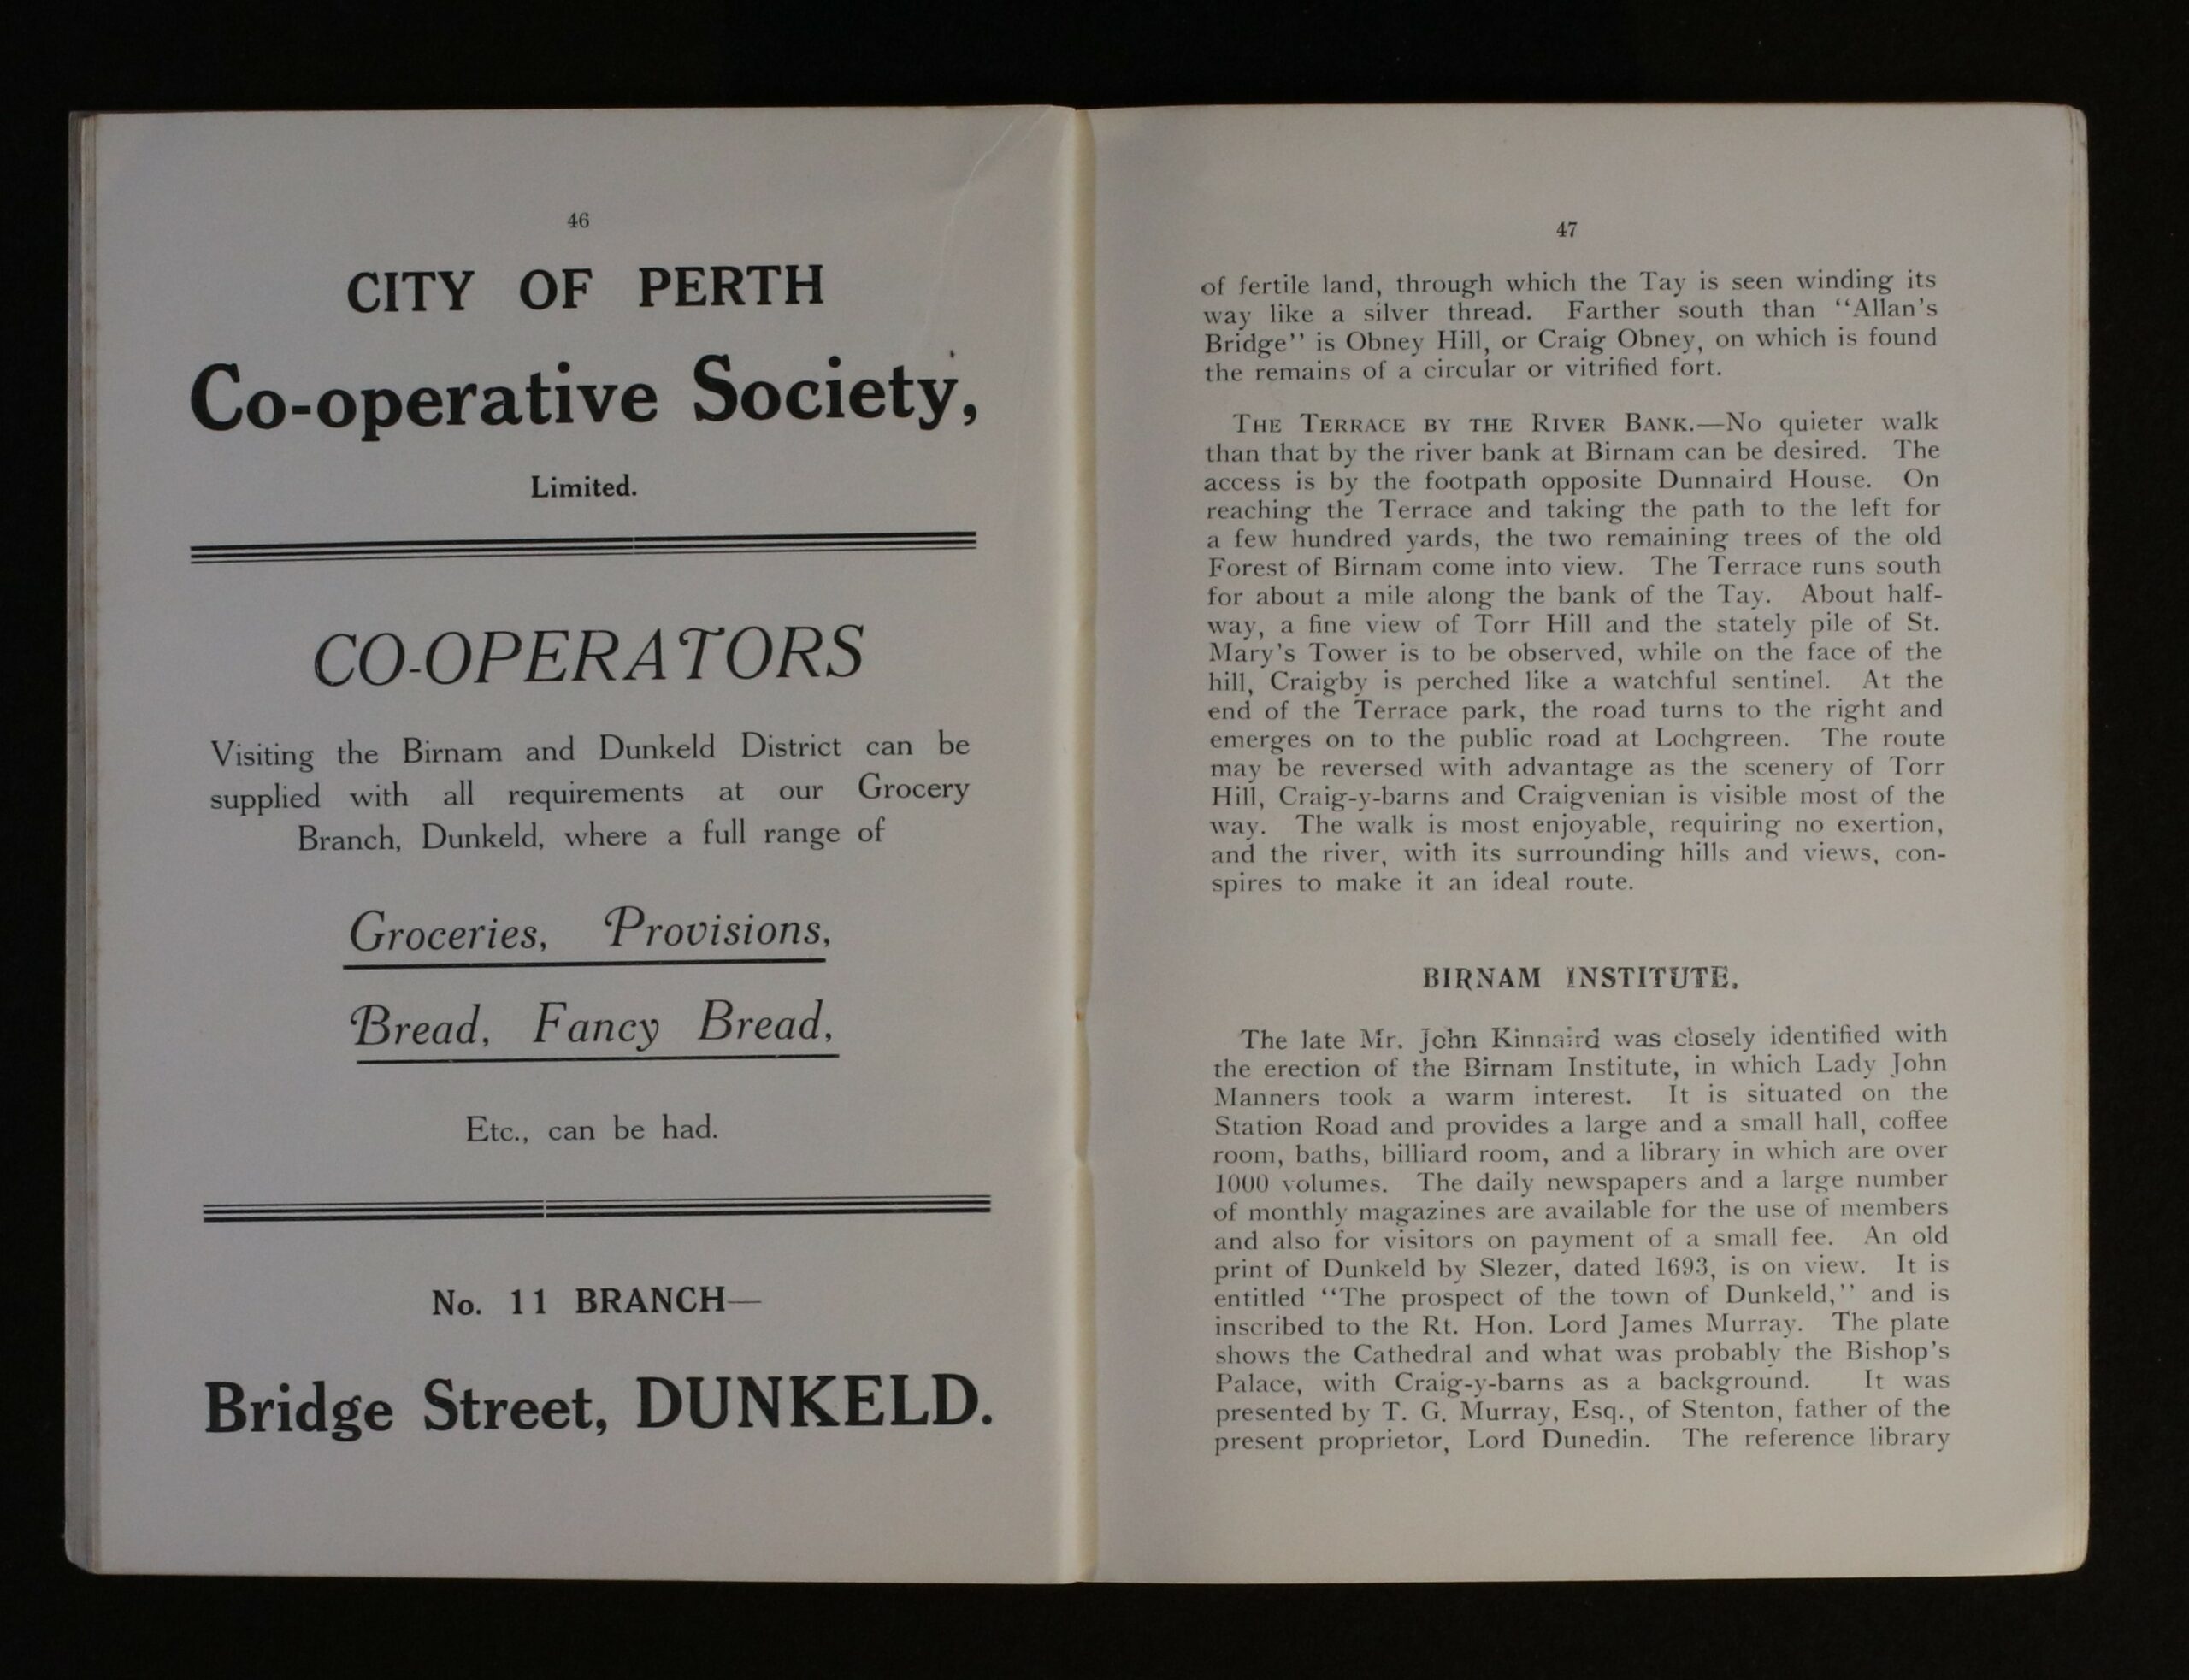 46
CITY OF PERTH
Co-operative Society,
Limited.
CO-OPERATORS
Visiting the Birnam and Dunkeld District can be
supplied with all requirements at our Grocery
Branch, Dunkeld, where a full range of
Groceries, Provisions,
Bread, Fancy Bread,
Etc., can be had.
No. 11 BRANCH—
Bridge Street, DUNKELD.
47
of fertile land, through which the Tay is seen winding its
way like a silver thread. Farther south than “Allan’s
Bridge” is Obney Hill, or Craig Obney, on which is found
the remains of a circular or vitrified fort.
THE TERRACE BY THE RIVER BANK.—No quieter walk
than that by the river bank at Birnam can be desired. The
access is by the footpath opposite Dunnaird House. On
reaching the Terrace and taking the path to the left for
a few hundred yards, the two remaining trees of the old
Forest of Birnam come into view. The Terrace runs south
for about a mile along the bank of the Tay. About half-
way, a fine view of Torr Hill and the stately pile of St.
Mary’s Tower is to be observed, while on the face of the
hill, Craigby is perched like a watchful sentinel. At the
end of the Terrace park, the road turns to the right and
emerges on to the public road at Lochgreen. The route
may be reversed with advantage as the scenery of Torr
Hill, Craig-y-barns and Craigvenian is visible most of the
way. The walk is most enjoyable, requiring no exertion,
and the river, with its surrounding hills and views, con-
spires to make it an ideal route.
BIRNAM INSTITUTE.
The late Mr. John Kinnaird was closely identified with
the erection of the Birnam Institute, in which Lady John
Manners took a warm interest. It is situated on the
Station Road and provides a large and a small hall, coffee
room, baths, billiard room, and a library in which are over
1000 volumes. The daily newspapers and a large number
of monthly magazines are available for the use of members
and also for visitors on payment of a small fee. An old
print of Dunkeld by Slezer, dated 1693, is on view. It is
entitled “The prospect of the town of Dunkeld,” and is
inscribed to the Rt. Hon. Lord James Murray. The plate
shows the Cathedral and what was probably the Bishop’s
Palace, with Craig-y-barns as a background. It was
presented by T. G. Murray, Esq., of Stenton, father of the
present proprietor, Lord Dunedin. The reference library